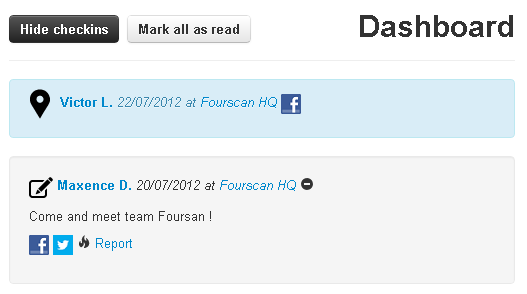 Hide checkins Mark all as read Dashboard
Victor L. 22/07/2012 at Fourscan HQ
Maxence D. 20/07/2012 at Fourscan HQ
Come and meet team Foursan !
Report